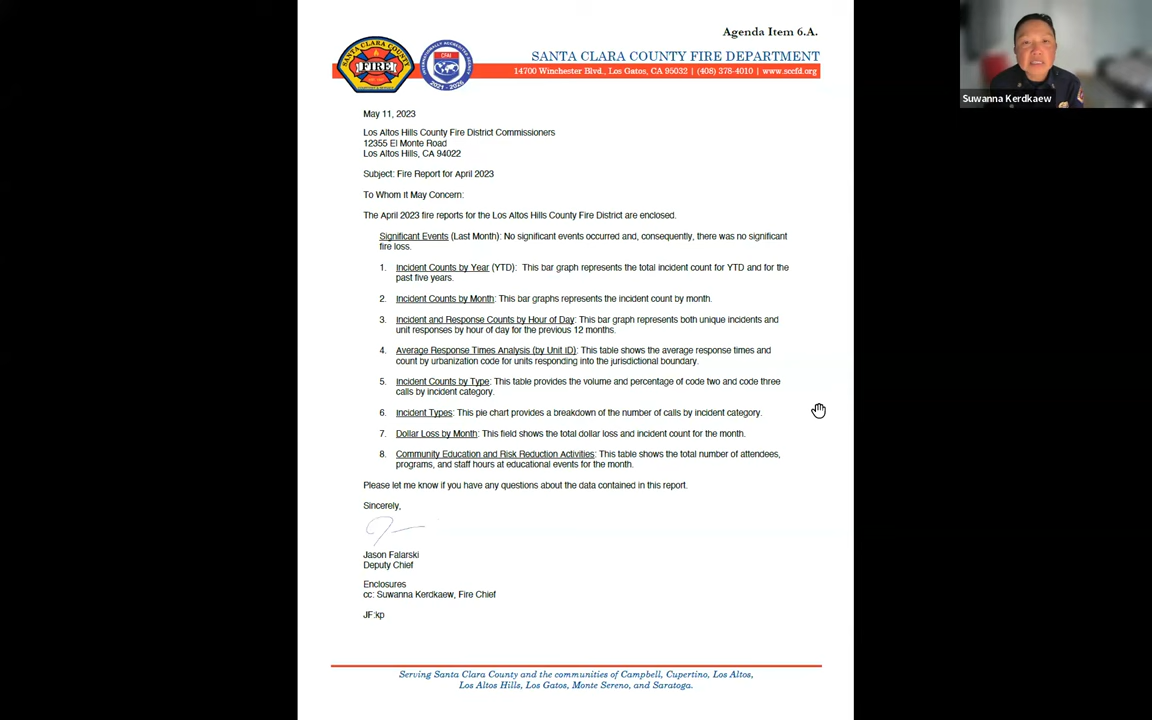 Agenda Item 6.A.
SANTA CLARA COUNTY FIRE DEPARTMENT
14700 Winchester Blvd., Los Gatos, CA 95032 | (408) 378-4010 | www.sccfd.org
SANTA CLARA COUNTY
FIRE
May 11, 2023
Los Altos Hills County Fire District Commissioners
12355 El Monte Road
Los Altos Hills, CA 94022
Subject: Fire Report for April 2023
To Whom it May Concern:
The April 2023 fire reports for the Los Altos Hills County Fire District are enclosed.
Significant Events (Last Month): No significant events occurred and, consequently, there was no significant
fire loss.
1. Incident Counts by Year (YTD): This bar graph represents the total incident count for YTD and for the
past five years.
2. Incident Counts by Month: This bar graphs represents the incident count by month.
3. Incident and Response Counts by Hour of Day: This bar graph represents both unique incidents and
unit responses by hour of day for the previous 12 months.
4. Average Response Times Analysis (by Unit ID): This table shows the average response times and
count by urbanization code for units responding into the jurisdictional boundary.
5. Incident Counts by Type: This table provides the volume and percentage of code two and code three
calls by incident category.
6. Incident Types: This pie chart provides a breakdown of the number of calls by incident category.
7. Dollar Loss by Month: This field shows the total dollar loss and incident count for the month.
8. Community Education and Risk Reduction Activities: This table shows the total number of attendees,
programs, and staff hours at educational events for the month.
Please let me know if you have any questions about the data contained in this report.
Sincerely,
Jason Falarski
Deputy Chief
Enclosures
cc: Suwanna Kerdkaew, Fire Chief
JF:kp
Serving Santa Clara County and the communities of Campbell, Cupertino, Los Altos,
Los Altos Hills, Los Gatos, Monte Sereno, and Saratoga.
Suwanna Kerdkaew